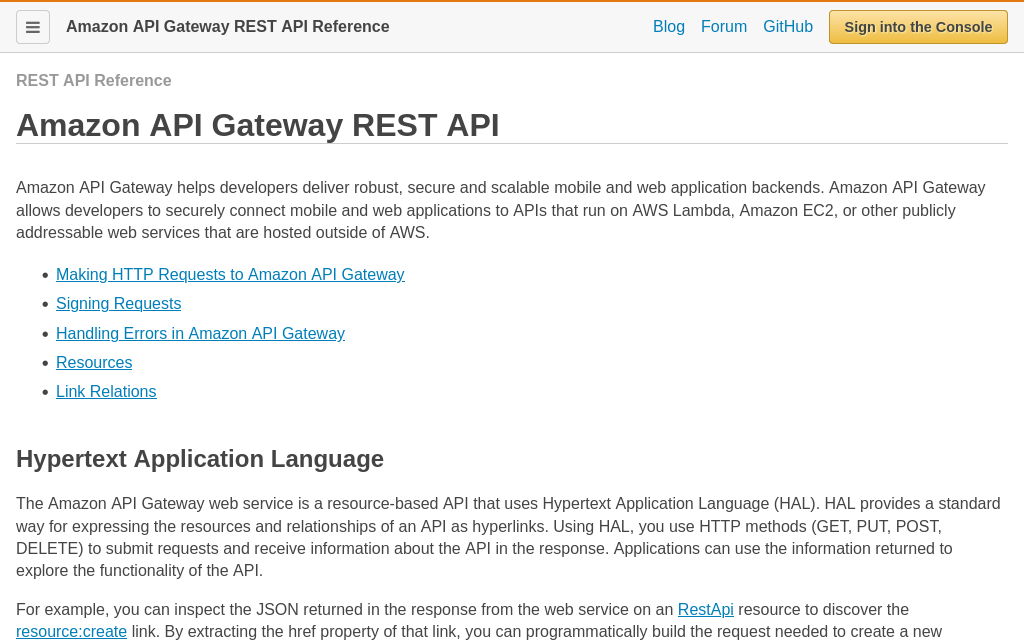 Amazon API Gateway REST API Reference
Blog Forum GitHub Sign into the Console
REST API Reference
Amazon API Gateway REST API
Amazon API Gateway helps developers deliver robust, secure and scalable mobile and web application backends. Amazon API Gateway
allows developers to securely connect mobile and web applications to APIs that run on AWS Lambda, Amazon EC2, or other publicly
addressable web services that are hosted outside of AWS.
• Making HTTP Requests to Amazon API Gateway
• Signing Requests
• Handling Errors in Amazon API Gateway
• Resources
• Link Relations
Hypertext Application Language
The Amazon API Gateway web service is a resource-based API that uses Hypertext Application Language (HAL). HAL provides a standard
way for expressing the resources and relationships of an API as hyperlinks. Using HAL, you use HTTP methods (GET, PUT, POST,
DELETE) to submit requests and receive information about the API in the response. Applications can use the information returned to
explore the functionality of the API.
For example, you can inspect the JSON returned in the response from the web service on an RestApi resource to discover the
resource:create link. By extracting the href property of that link, you can programmatically build the request needed to create a new